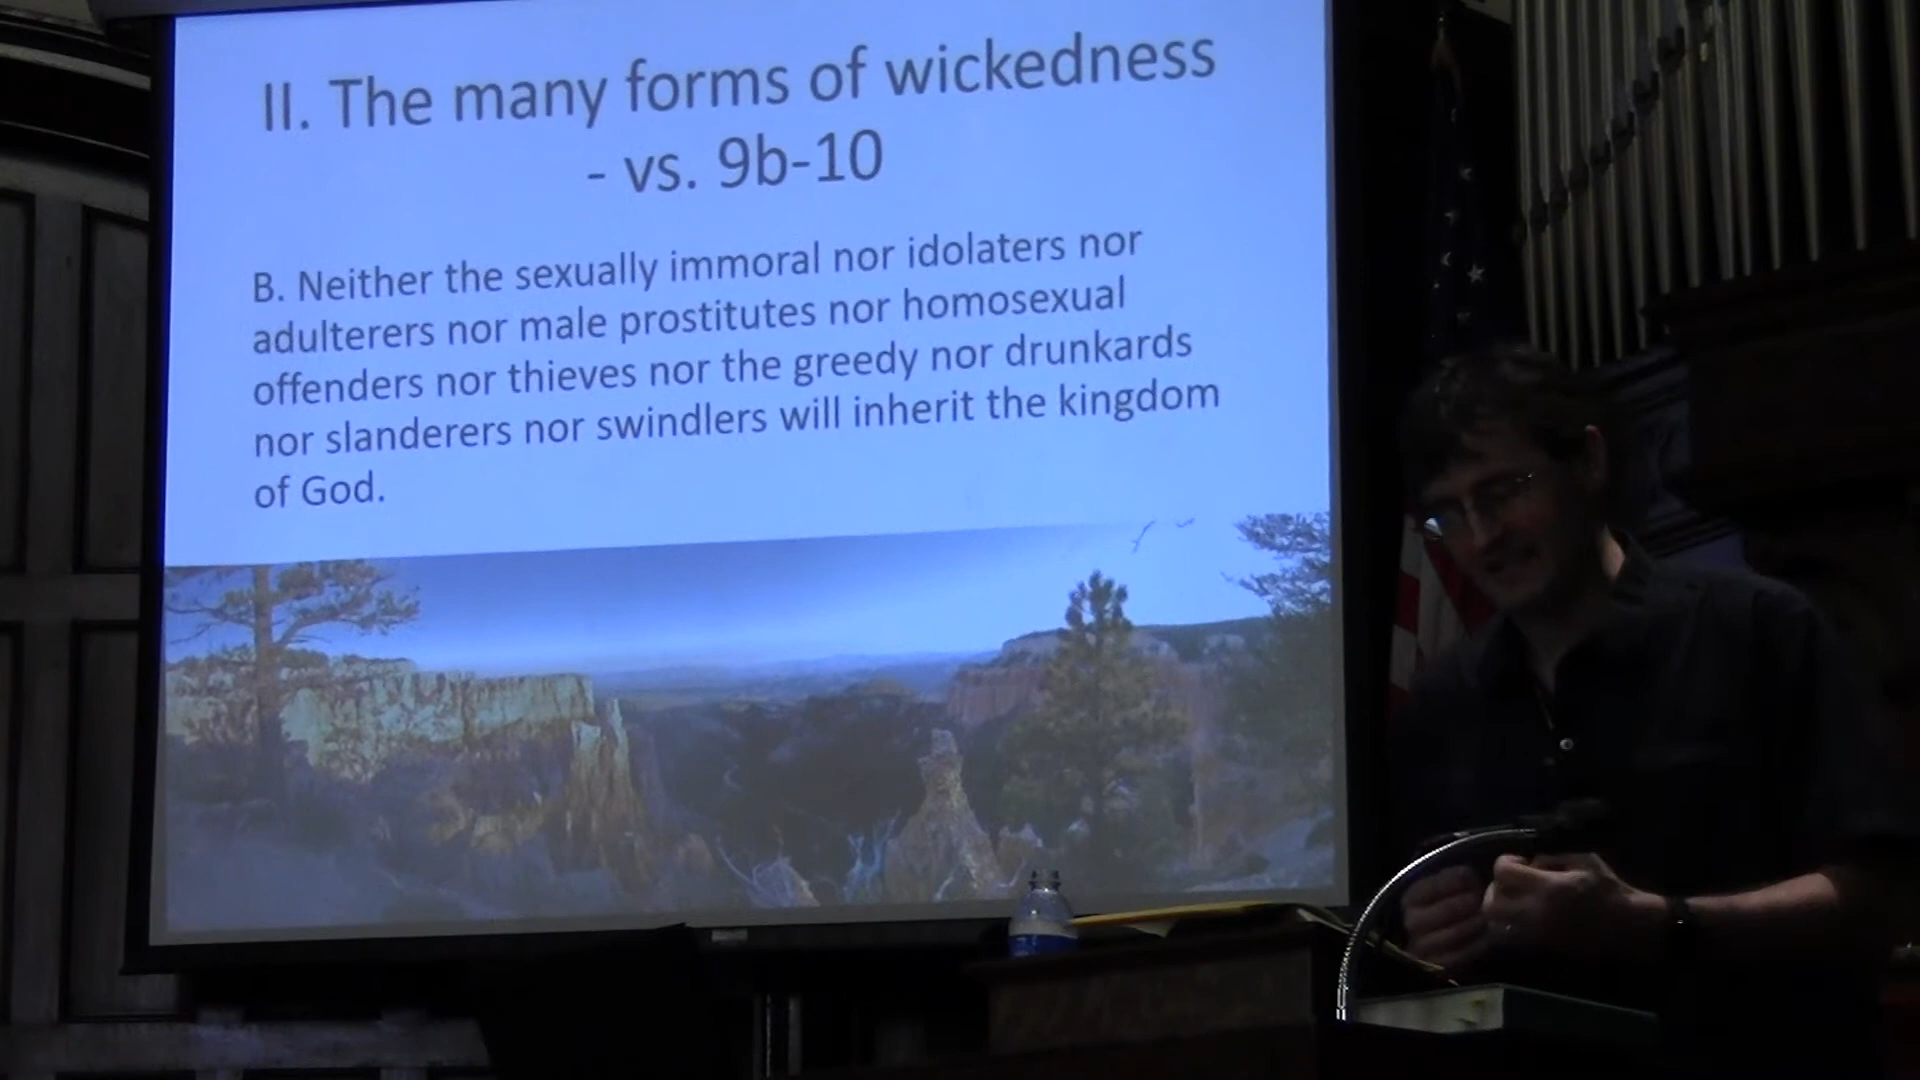 II. The many forms of wickedness
- vs. 9b-10
B. Neither the sexually immoral nor idolaters nor
adulterers nor male prostitutes nor homosexual
offenders nor thieves nor the greedy nor drunkards
nor slanderers nor swindlers will inherit the kingdom
of God.